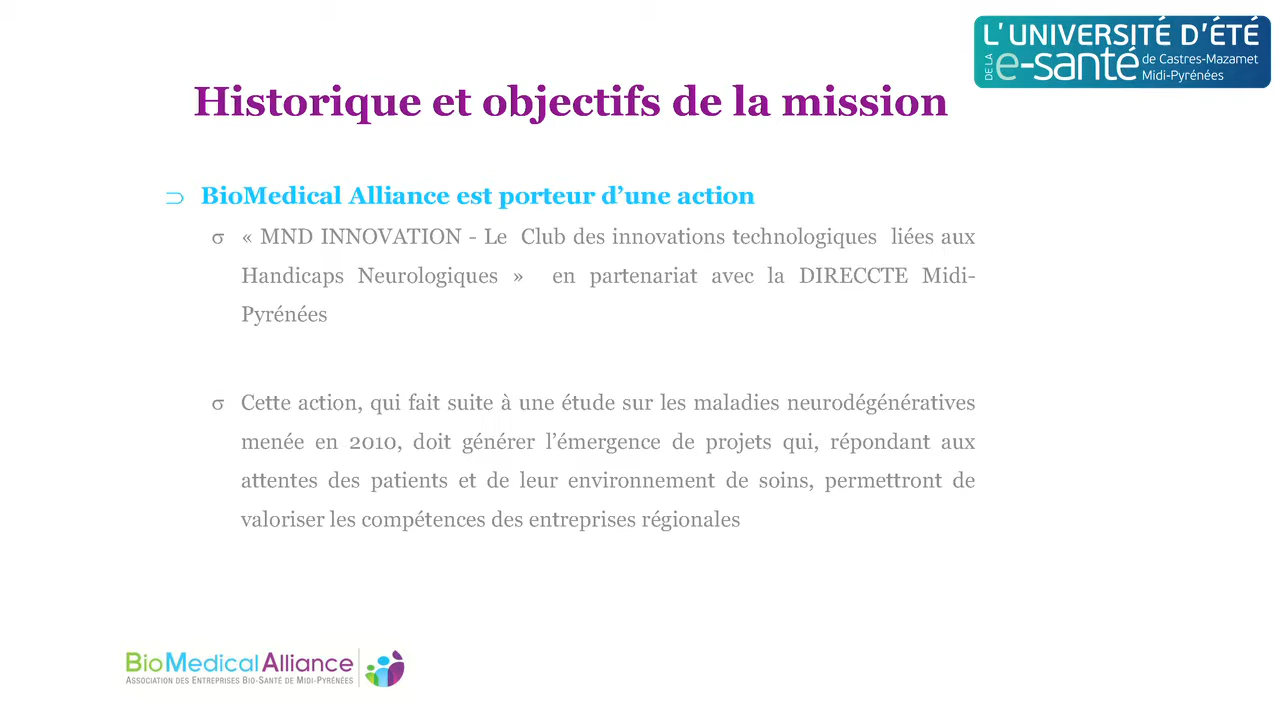 L'UNIVERSITÉ D'ÉTÉ
DE LA e-santé de Castres-Mazamet
Midi-Pyrénées
Historique et objectifs de la mission
⊃ BioMedical Alliance est porteur d’une action
σ « MND INNOVATION - Le Club des innovations technologiques liées aux
Handicaps Neurologiques » en partenariat avec la DIRECCTE Midi-
Pyrénées
σ Cette action, qui fait suite à une étude sur les maladies neurodégénératives
menée en 2010, doit générer l’émergence de projets qui, répondant aux
attentes des patients et de leur environnement de soins, permettront de
valoriser les compétences des entreprises régionales
BioMedical Alliance
ASSOCIATION DES ENTREPRISES BIO-SANTÉ DE MIDI-PYRÉNÉES